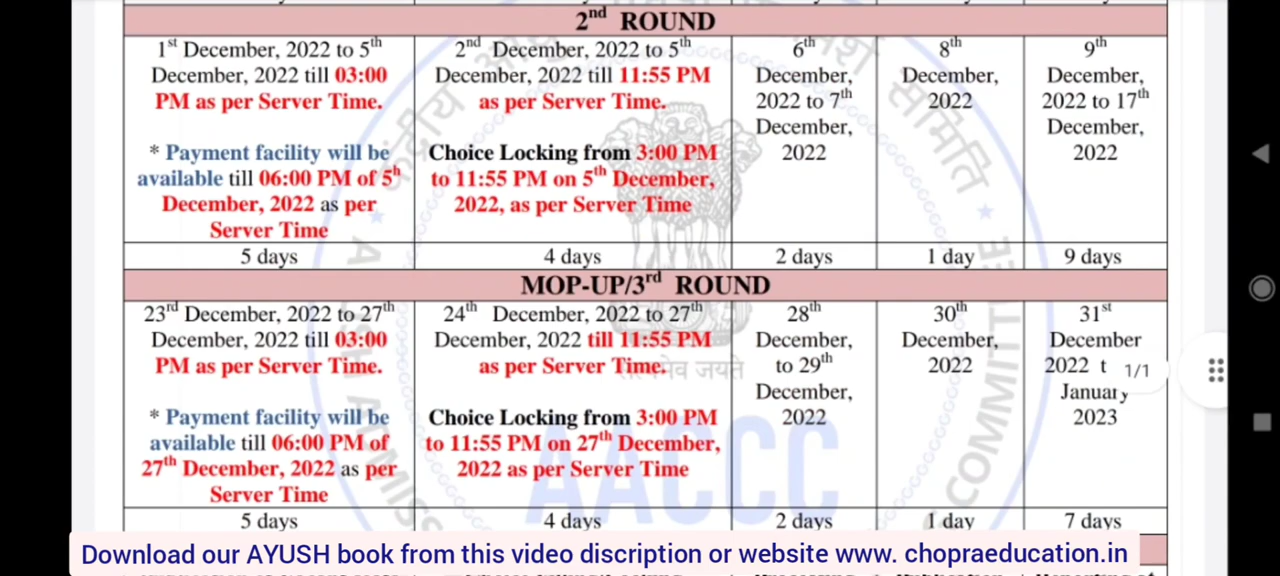 2nd ROUND
1st December, 2022 to 5th
December, 2022 till 03:00
PM as per Server Time.
* Payment facility will be
available till 06:00 PM of 5h
December, 2022 as per
Server Time
2nd December, 2022 to 5th
December, 2022 till 11:55 PM
as per Server Time.
Choice Locking from 3:00 PM
to 11:55 PM on 5th December,
2022, as per Server Time
6th
December,
2022 to 7th
December,
2022
8th
December,
2022
9th
December,
2022 to 17th
December,
2022
5 days
4 days
2 days
1 day
9 days
MOP-UP/3rd ROUND
23rd December, 2022 to 27th
December, 2022 till 03:00
PM as per Server Time.
* Payment facility will be
available till 06:00 PM of
27th December, 2022 as per
Server Time
24th December, 2022 to 27th
December, 2022 till 11:55 PM
as per Server Time.
Choice Locking from 3:00 PM
to 11:55 PM on 27th December,
2022 as per Server Time
28th
December,
to 29th
December,
2022
30th
December,
2022
31st
December
2022 t
January
2023
1/1
5 days
4 days
2 days
1 day
7 days
सत्यमेव जयते
AACCC
COMMITTEE
समिति
Download our AYUSH book from this video discription or website www. chopraeducation.in